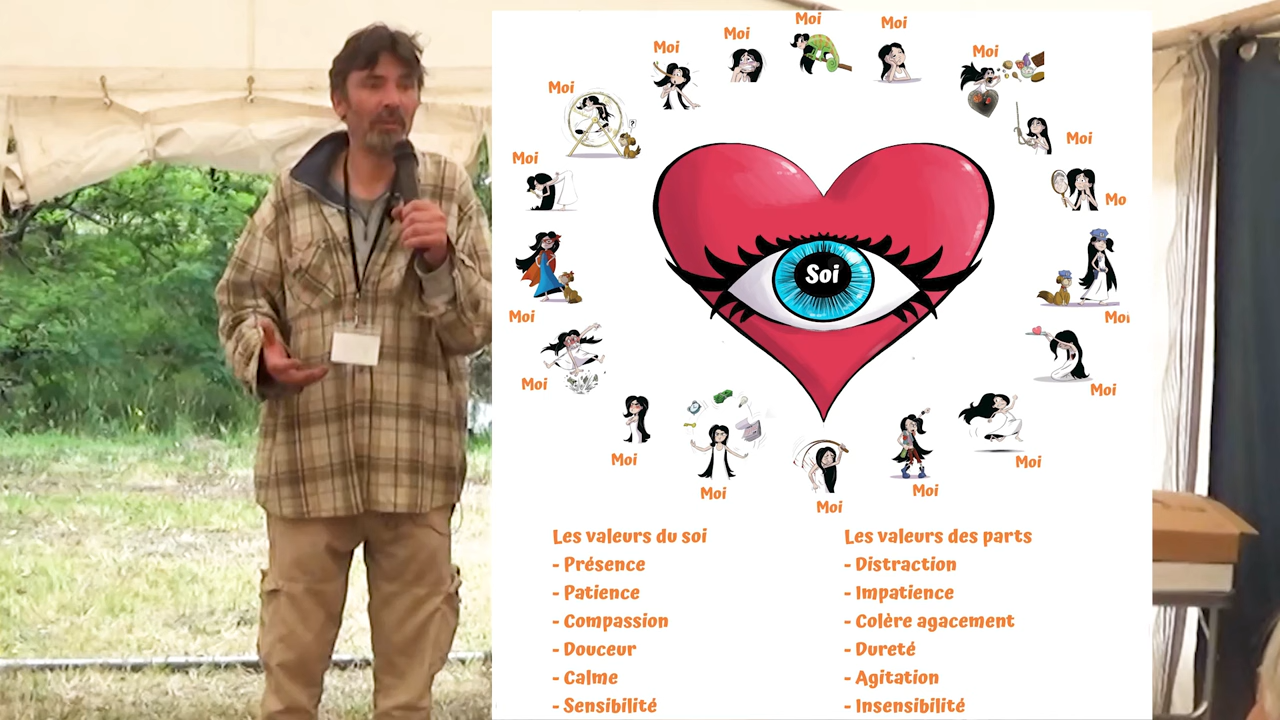 Moi
Moi
Moi
Moi
Moi
Moi
Moi
Moi
Mo
?
Soi
Moi
Moi
Moi
Moi
Moi
Moi
Moi
Moi
Moi
Les valeurs du soi
- Présence
- Patience
- Compassion
- Douceur
- Calme
- Sensibilité
Les valeurs des parts
- Distraction
- Impatience
- Colère agacement
- Dureté
- Agitation
- Insensibilité